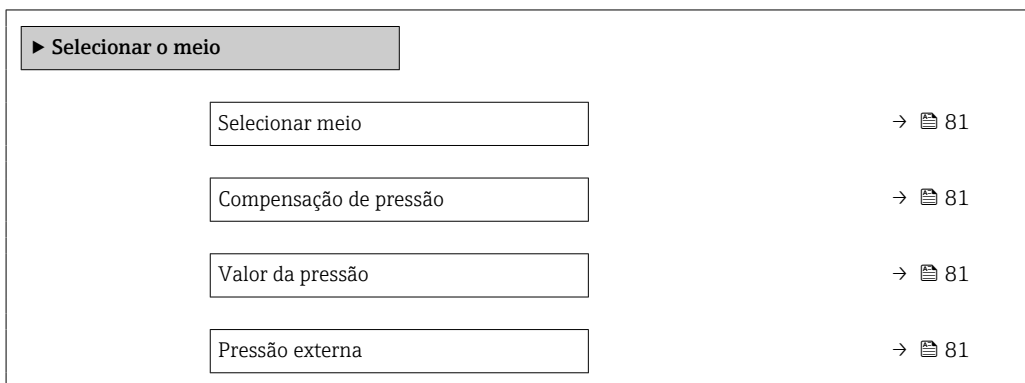 ▶ Selecionar o meio
Selecionar meio → 81
Compensação de pressão → 81
Valor da pressão → 81
Pressão externa → 81